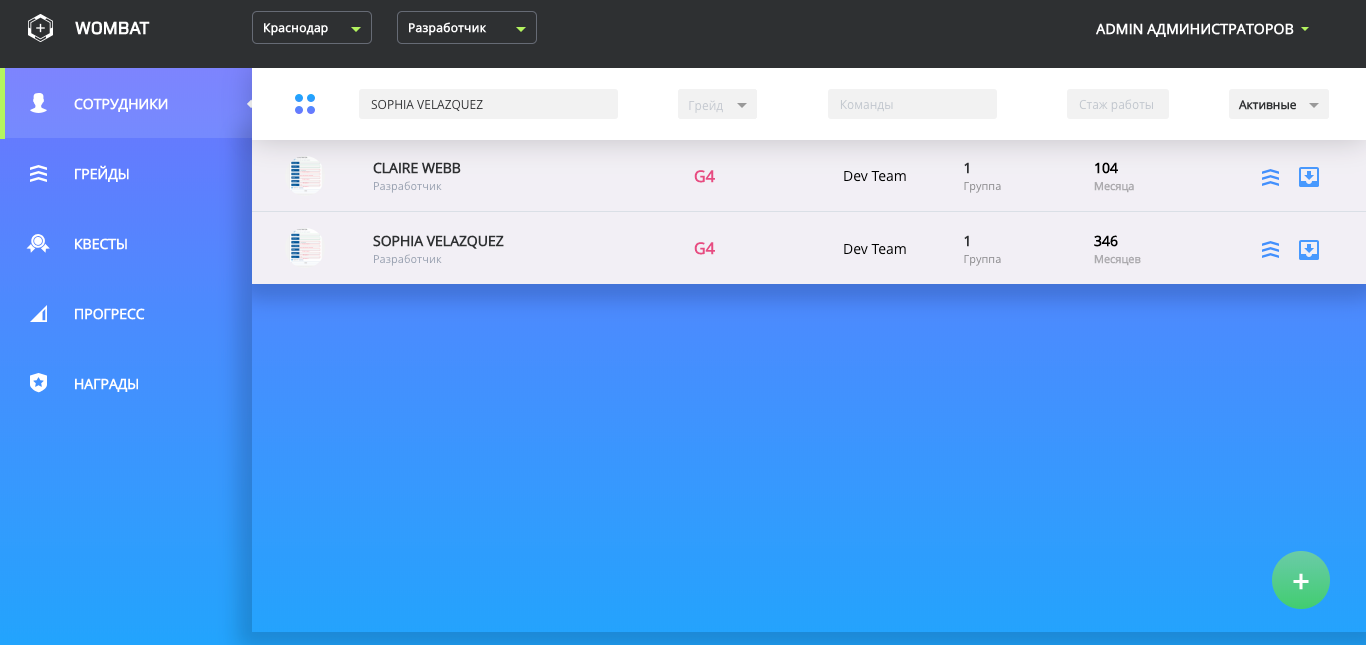 WOMBAT
Краснодар
Разработчик
ADMIN АДМИНИСТРАТОРОВ
СОТРУДНИКИ
ГРЕЙДЫ
КВЕСТЫ
ПРОГРЕСС
НАГРАДЫ
SOPHIA VELAZQUEZ
Грейд
Команды
Стаж работы
Активные
CLAIRE WEBB
Разработчик
G4
Dev Team
1
Группа
104
Месяца
SOPHIA VELAZQUEZ
Разработчик
G4
Dev Team
1
Группа
346
Месяцев